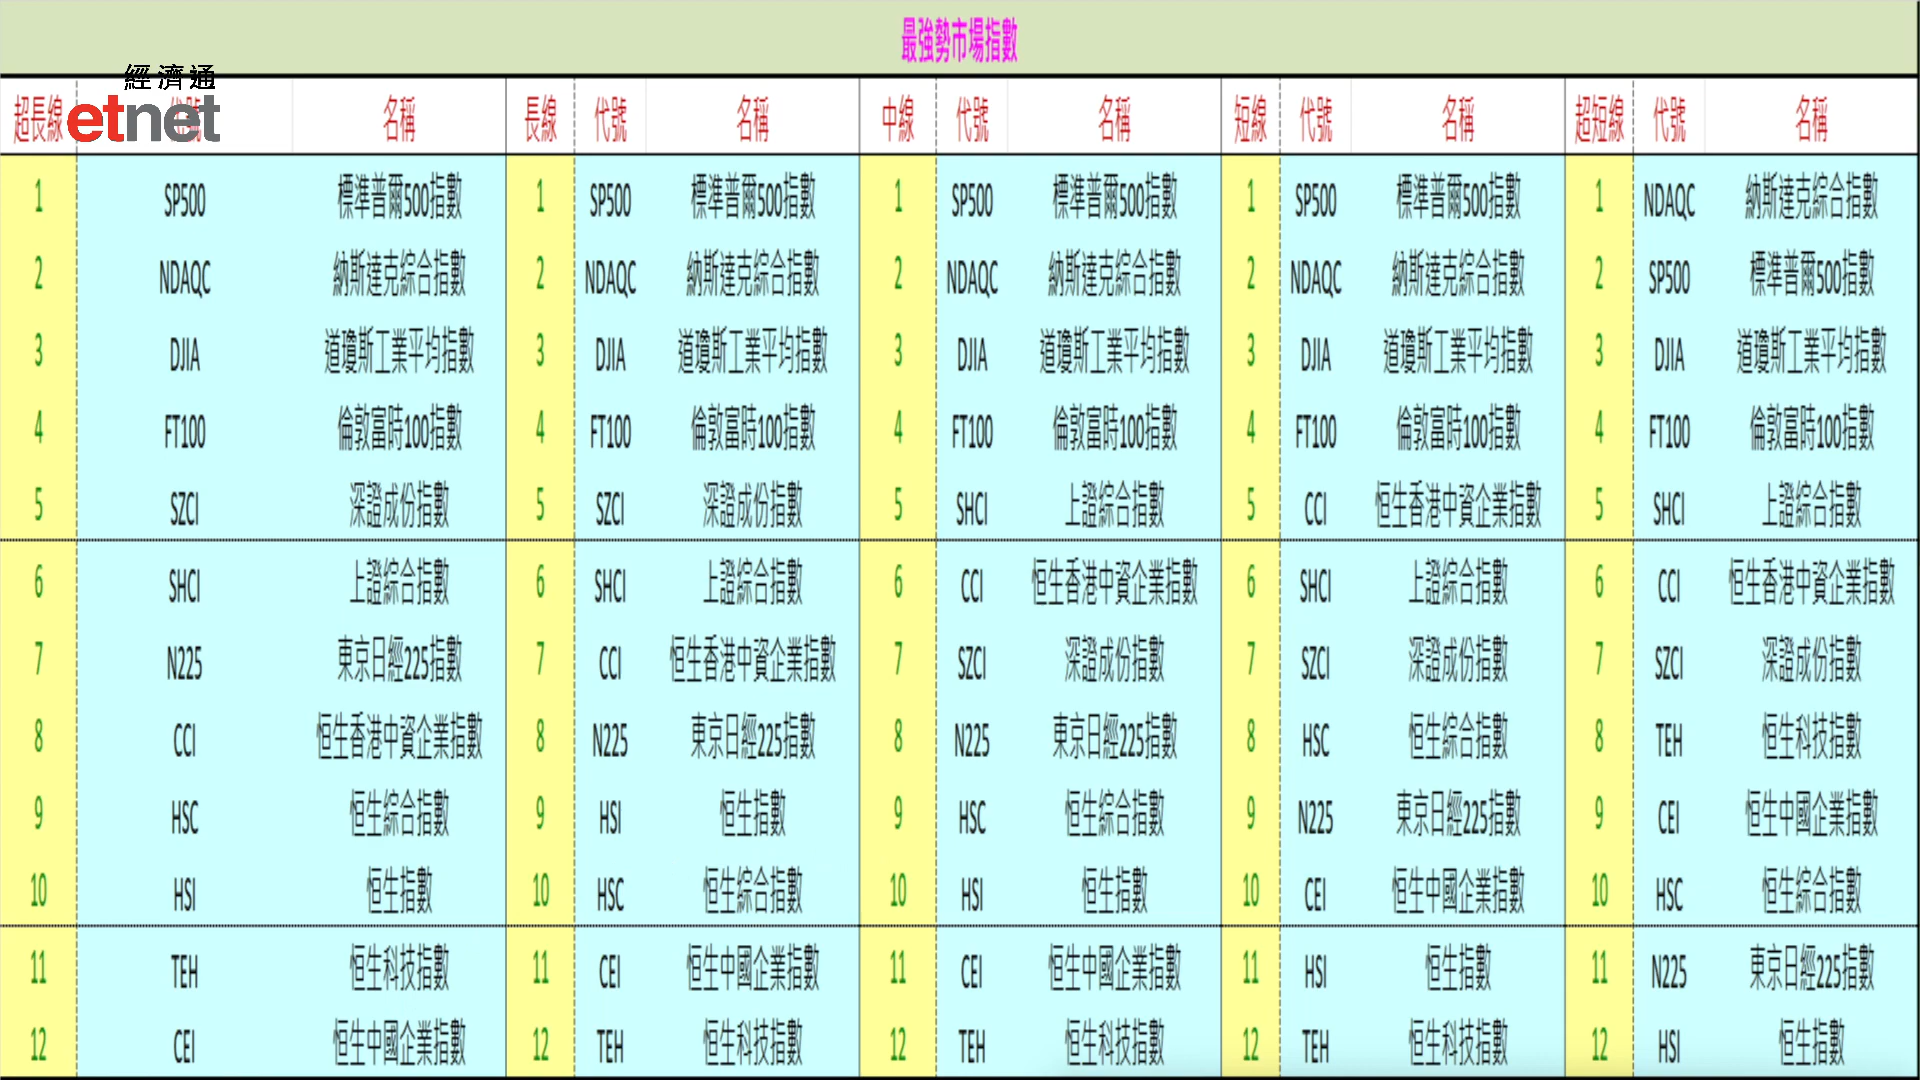 最強勢市場指數
經濟通
etnet
超長線 代號 名稱 長線 代號 名稱 中線 代號 名稱 短線 代號 名稱 超短線 代號 名稱
1 SP500 標準普爾500指數 1 SP500 標準普爾500指數 1 SP500 標準普爾500指數 1 SP500 標準普爾500指數 1 NDAQC 納斯達克綜合指數
2 NDAQC 納斯達克綜合指數 2 NDAQC 納斯達克綜合指數 2 NDAQC 納斯達克綜合指數 2 NDAQC 納斯達克綜合指數 2 SP500 標準普爾500指數
3 DJIA 道瓊斯工業平均指數 3 DJIA 道瓊斯工業平均指數 3 DJIA 道瓊斯工業平均指數 3 DJIA 道瓊斯工業平均指數 3 DJIA 道瓊斯工業平均指數
4 FT100 倫敦富時100指數 4 FT100 倫敦富時100指數 4 FT100 倫敦富時100指數 4 FT100 倫敦富時100指數 4 FT100 倫敦富時100指數
5 SZCI 深證成份指數 5 SZCI 深證成份指數 5 SHCI 上證綜合指數 5 CCI 恒生香港中資企業指數 5 SHCI 上證綜合指數
6 SHCI 上證綜合指數 6 SHCI 上證綜合指數 6 CCI 恒生香港中資企業指數 6 SHCI 上證綜合指數 6 CCI 恒生香港中資企業指數
7 N225 東京日經225指數 7 CCI 恒生香港中資企業指數 7 SZCI 深證成份指數 7 SZCI 深證成份指數 7 SZCI 深證成份指數
8 CCI 恒生香港中資企業指數 8 N225 東京日經225指數 8 N225 東京日經225指數 8 HSC 恒生綜合指數 8 TEH 恒生科技指數
9 HSC 恒生綜合指數 9 HSI 恒生指數 9 HSC 恒生綜合指數 9 N225 東京日經225指數 9 CEI 恒生中國企業指數
10 HSI 恒生指數 10 HSC 恒生綜合指數 10 HSI 恒生指數 10 CEI 恒生中國企業指數 10 HSC 恒生綜合指數
11 TEH 恒生科技指數 11 CEI 恒生中國企業指數 11 CEI 恒生中國企業指數 11 HSI 恒生指數 11 N225 東京日經225指數
12 CEI 恒生中國企業指數 12 TEH 恒生科技指數 12 TEH 恒生科技指數 12 TEH 恒生科技指數 12 HSI 恒生指數